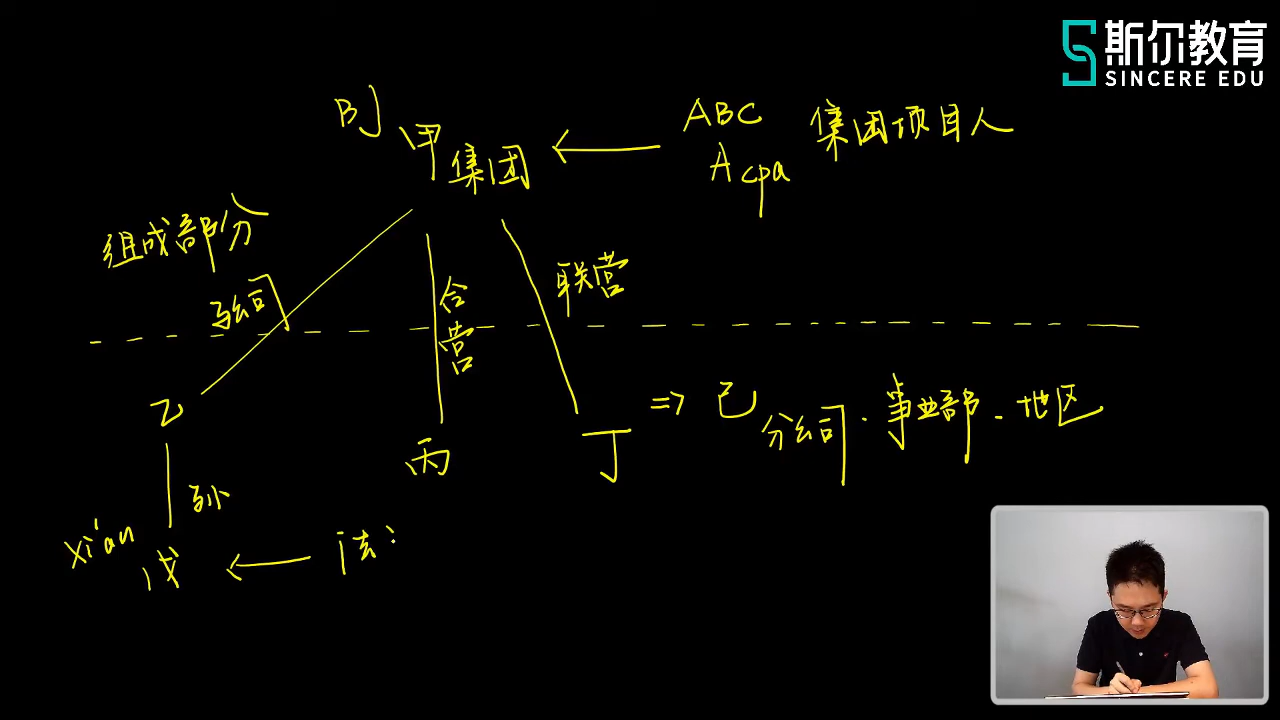 斯尔教育
SINCERE EDU
BJ
甲集团
ABC 集团项目人
Acpa
组成部分
子公司
合营
联营
乙
丙
丁 => 己
分公司·事业部·地区
孙
xi'an
戊